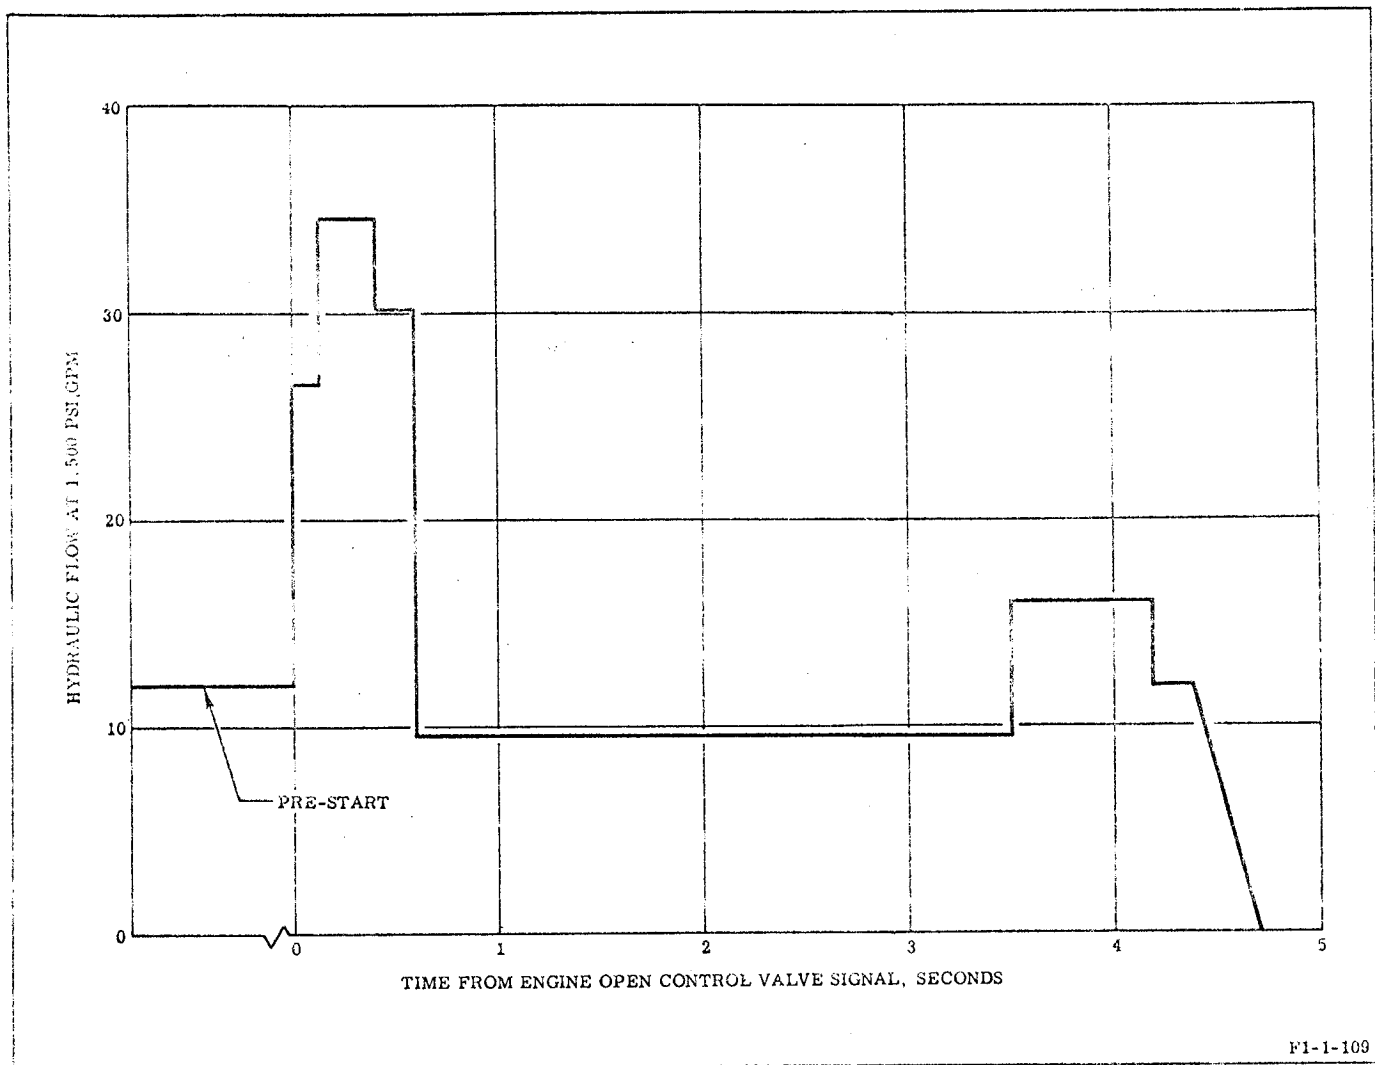 40
30
HYDRAULIC FLOW AT 1,500 PSI,GPM
20
10
PRE-START
0
0 1 2 3 4 5
TIME FROM ENGINE OPEN CONTROL VALVE SIGNAL, SECONDS
F1-1-109